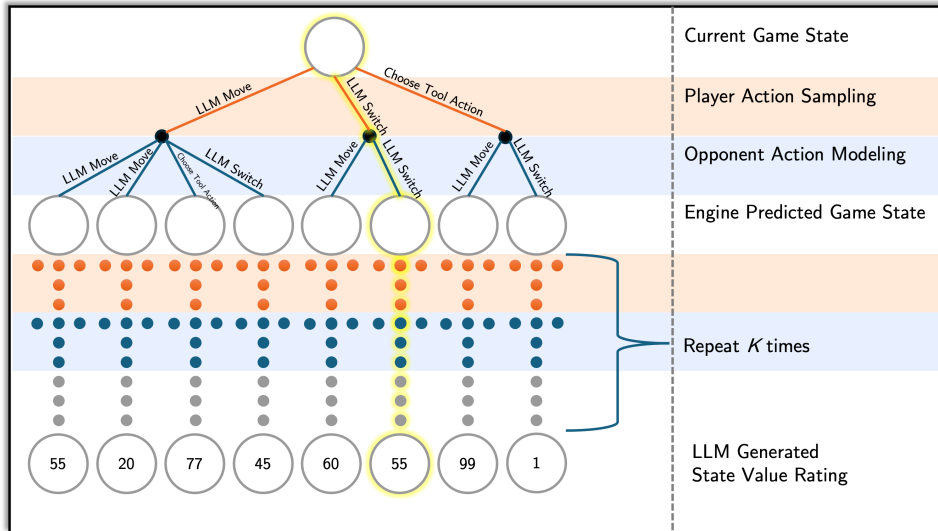 Current Game State
Choose Tool Action
LLM Move
LLM Switch
Player Action Sampling
LLM Move
LLM Move
Choose Tool Action
LLM Switch
LLM Move
LLM Switch
LLM Move
LLM Switch
Opponent Action Modeling
Engine Predicted Game State
Repeat K times
LLM Generated
State Value Rating
55
20
77
45
60
55
99
1